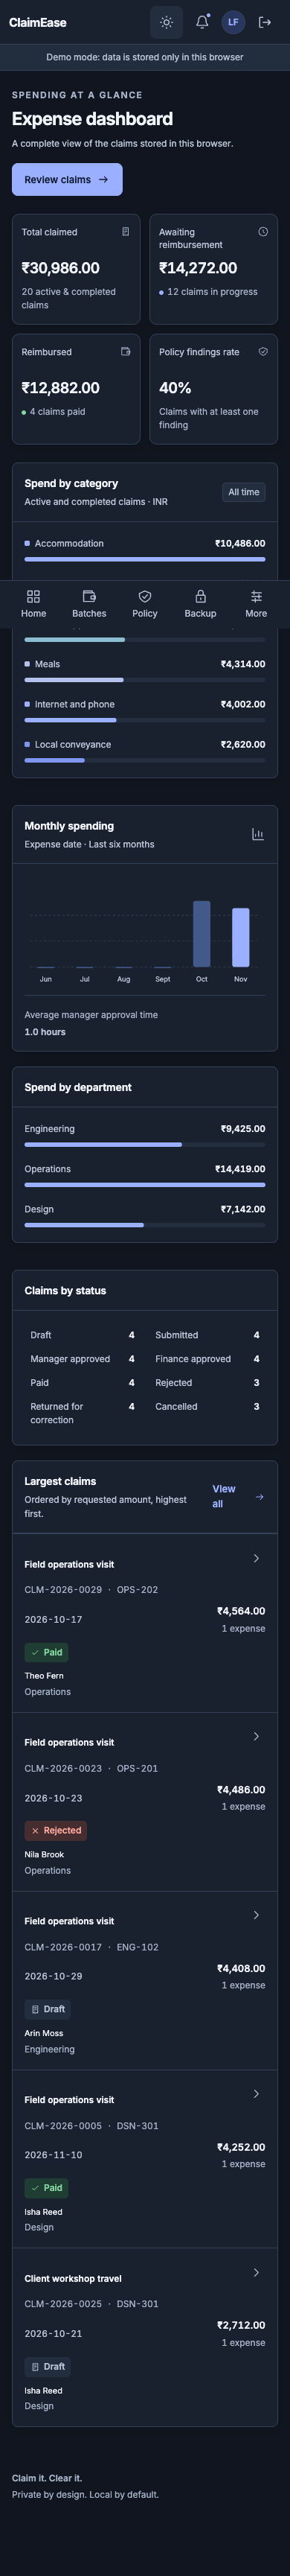 ClaimEase
LF
Demo mode: data is stored only in this browser
SPENDING AT A GLANCE
Expense dashboard
A complete view of the claims stored in this browser.
Review claims
Total claimed
₹30,986.00
20 active & completed
claims
Awaiting
reimbursement
₹14,272.00
12 claims in progress
Reimbursed
₹12,882.00
4 claims paid
Policy findings rate
40%
Claims with at least one
finding
Spend by category
Active and completed claims · INR
All time
Accommodation ₹10,486.00
Home
Batches
Policy
Backup
More
Meals ₹4,314.00
Internet and phone ₹4,002.00
Local conveyance ₹2,620.00
Monthly spending
Expense date · Last six months
Jun Jul Aug Sept Oct Nov
Average manager approval time
1.0 hours
Spend by department
Engineering ₹9,425.00
Operations ₹14,419.00
Design ₹7,142.00
Claims by status
Draft 4 Submitted 4
Manager approved 4 Finance approved 4
Paid 4 Rejected 3
Returned for
correction 4 Cancelled 3
Largest claims
Ordered by requested amount, highest
first.
View
all
Field operations visit
CLM-2026-0029 · OPS-202
2026-10-17
₹4,564.00
1 expense
Paid
Theo Fern
Operations
Field operations visit
CLM-2026-0023 · OPS-201
2026-10-23
₹4,486.00
1 expense
Rejected
Nila Brook
Operations
Field operations visit
CLM-2026-0017 · ENG-102
2026-10-29
₹4,408.00
1 expense
Draft
Arin Moss
Engineering
Field operations visit
CLM-2026-0005 · DSN-301
2026-11-10
₹4,252.00
1 expense
Paid
Isha Reed
Design
Client workshop travel
CLM-2026-0025 · DSN-301
2026-10-21
₹2,712.00
1 expense
Draft
Isha Reed
Design
Claim it. Clear it.
Private by design. Local by default.